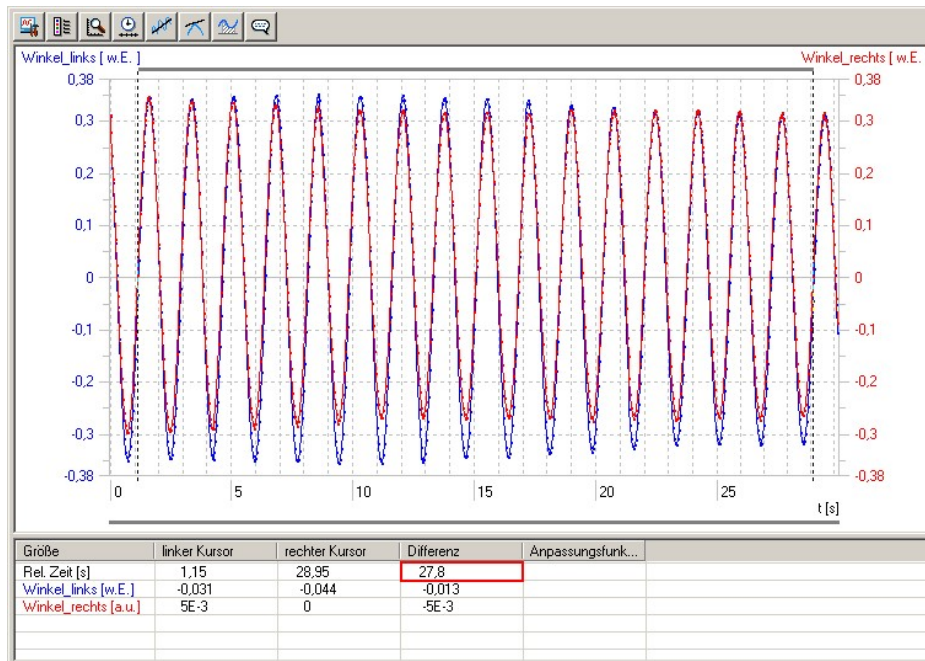 Winkel_links [ w.E. ] Winkel_rechts [ w.E.
0,38 0,38
0,3 0,3
0,2 0,2
0,1 0,1
0 0
-0,1 -0,1
-0,2 -0,2
-0,3 -0,3
-0,38 -0,38
0 5 10 15 20 25
t [s]
Größe linker Kursor rechter Kursor Differenz Anpassungsfunk...
Rel. Zeit [s] 1,15 28,95 27,8
Winkel_links [w.E.] -0,031 -0,044 -0,013
Winkel_rechts [a.u.] 5E-3 0 -5E-3